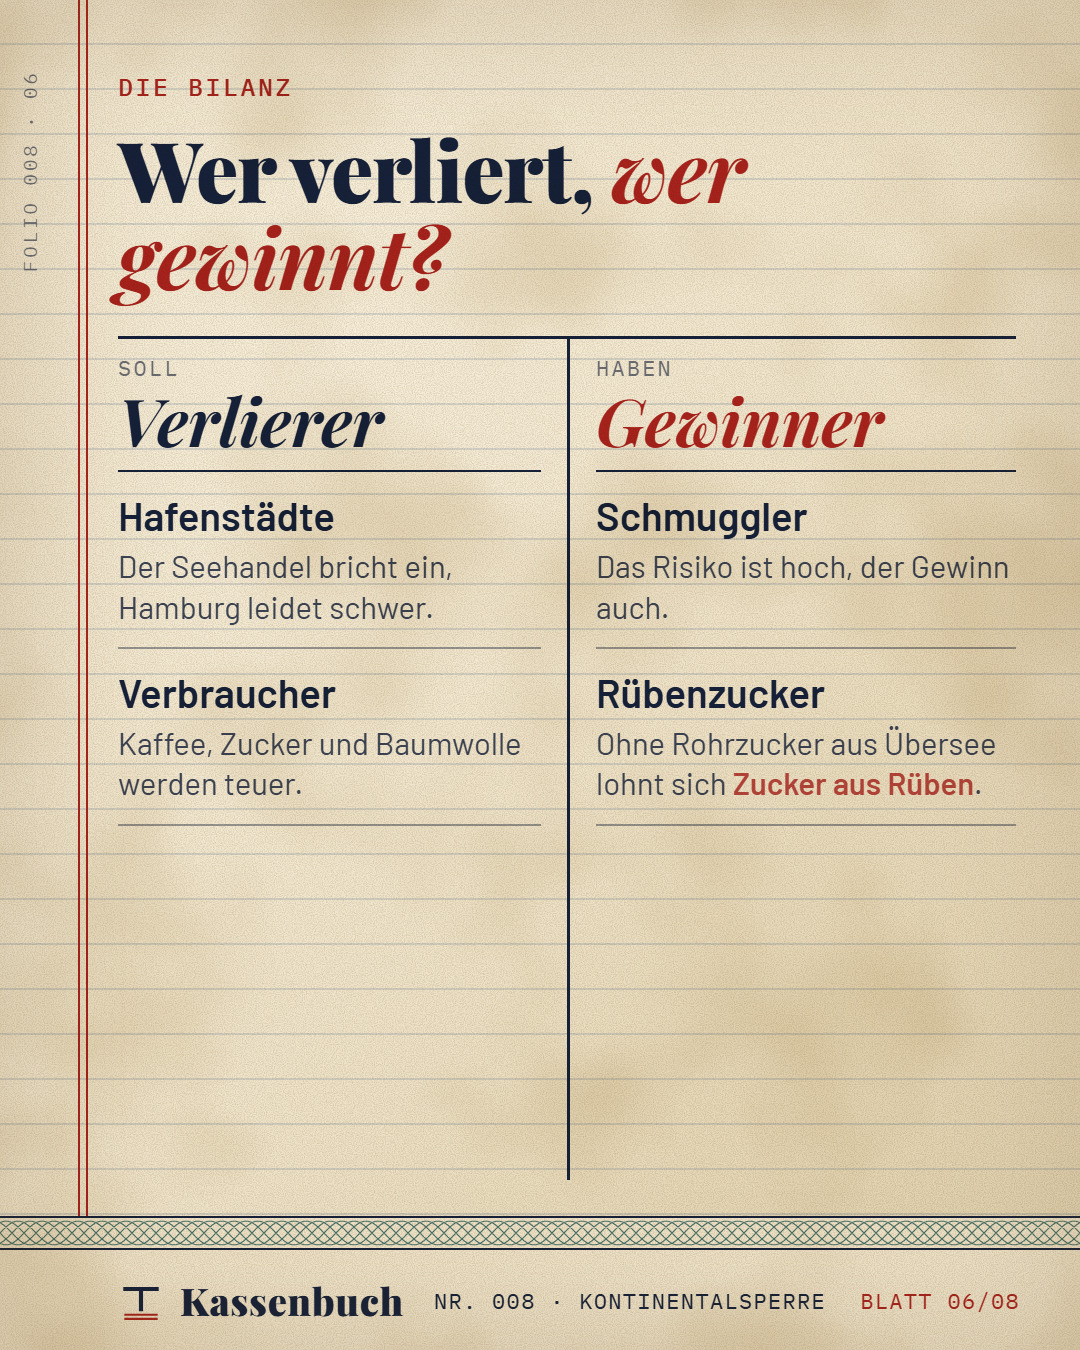 FOLIO 008 · 06
DIE BILANZ
Wer verliert, wer
gewinnt?
SOLL
Verlierer
Hafenstädte
Der Seehandel bricht ein,
Hamburg leidet schwer.
Verbraucher
Kaffee, Zucker und Baumwolle
werden teuer.
HABEN
Gewinner
Schmuggler
Das Risiko ist hoch, der Gewinn
auch.
Rübenzucker
Ohne Rohrzucker aus Übersee
lohnt sich Zucker aus Rüben.
Kassenbuch
NR. 008 · KONTINENTALSPERRE
BLATT 06/08